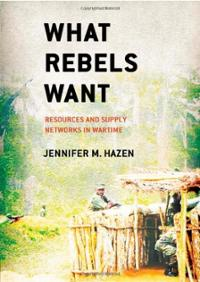 WHAT
REBELS
WANT
RESOURCES AND SUPPLY
NETWORKS IN WARTIME
JENNIFER M. HAZEN